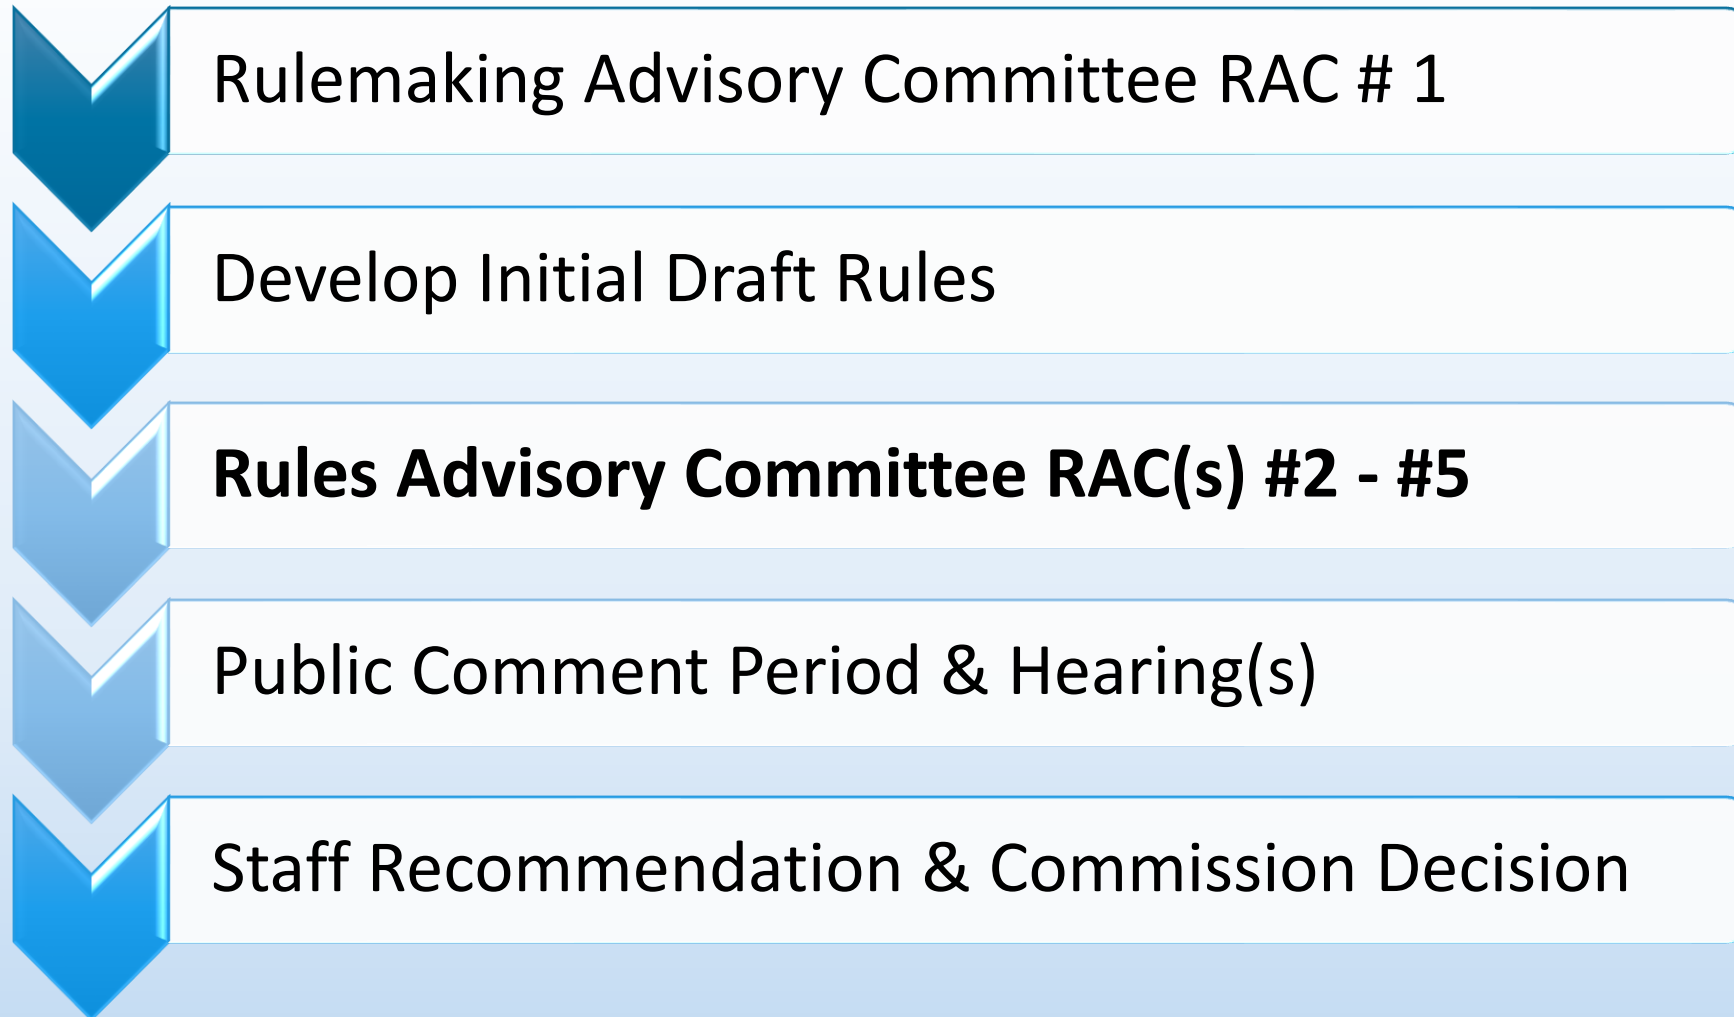 Rulemaking Advisory Committee RAC # 1
Develop Initial Draft Rules
Rules Advisory Committee RAC(s) #2 - #5
Public Comment Period & Hearing(s)
Staff Recommendation & Commission Decision